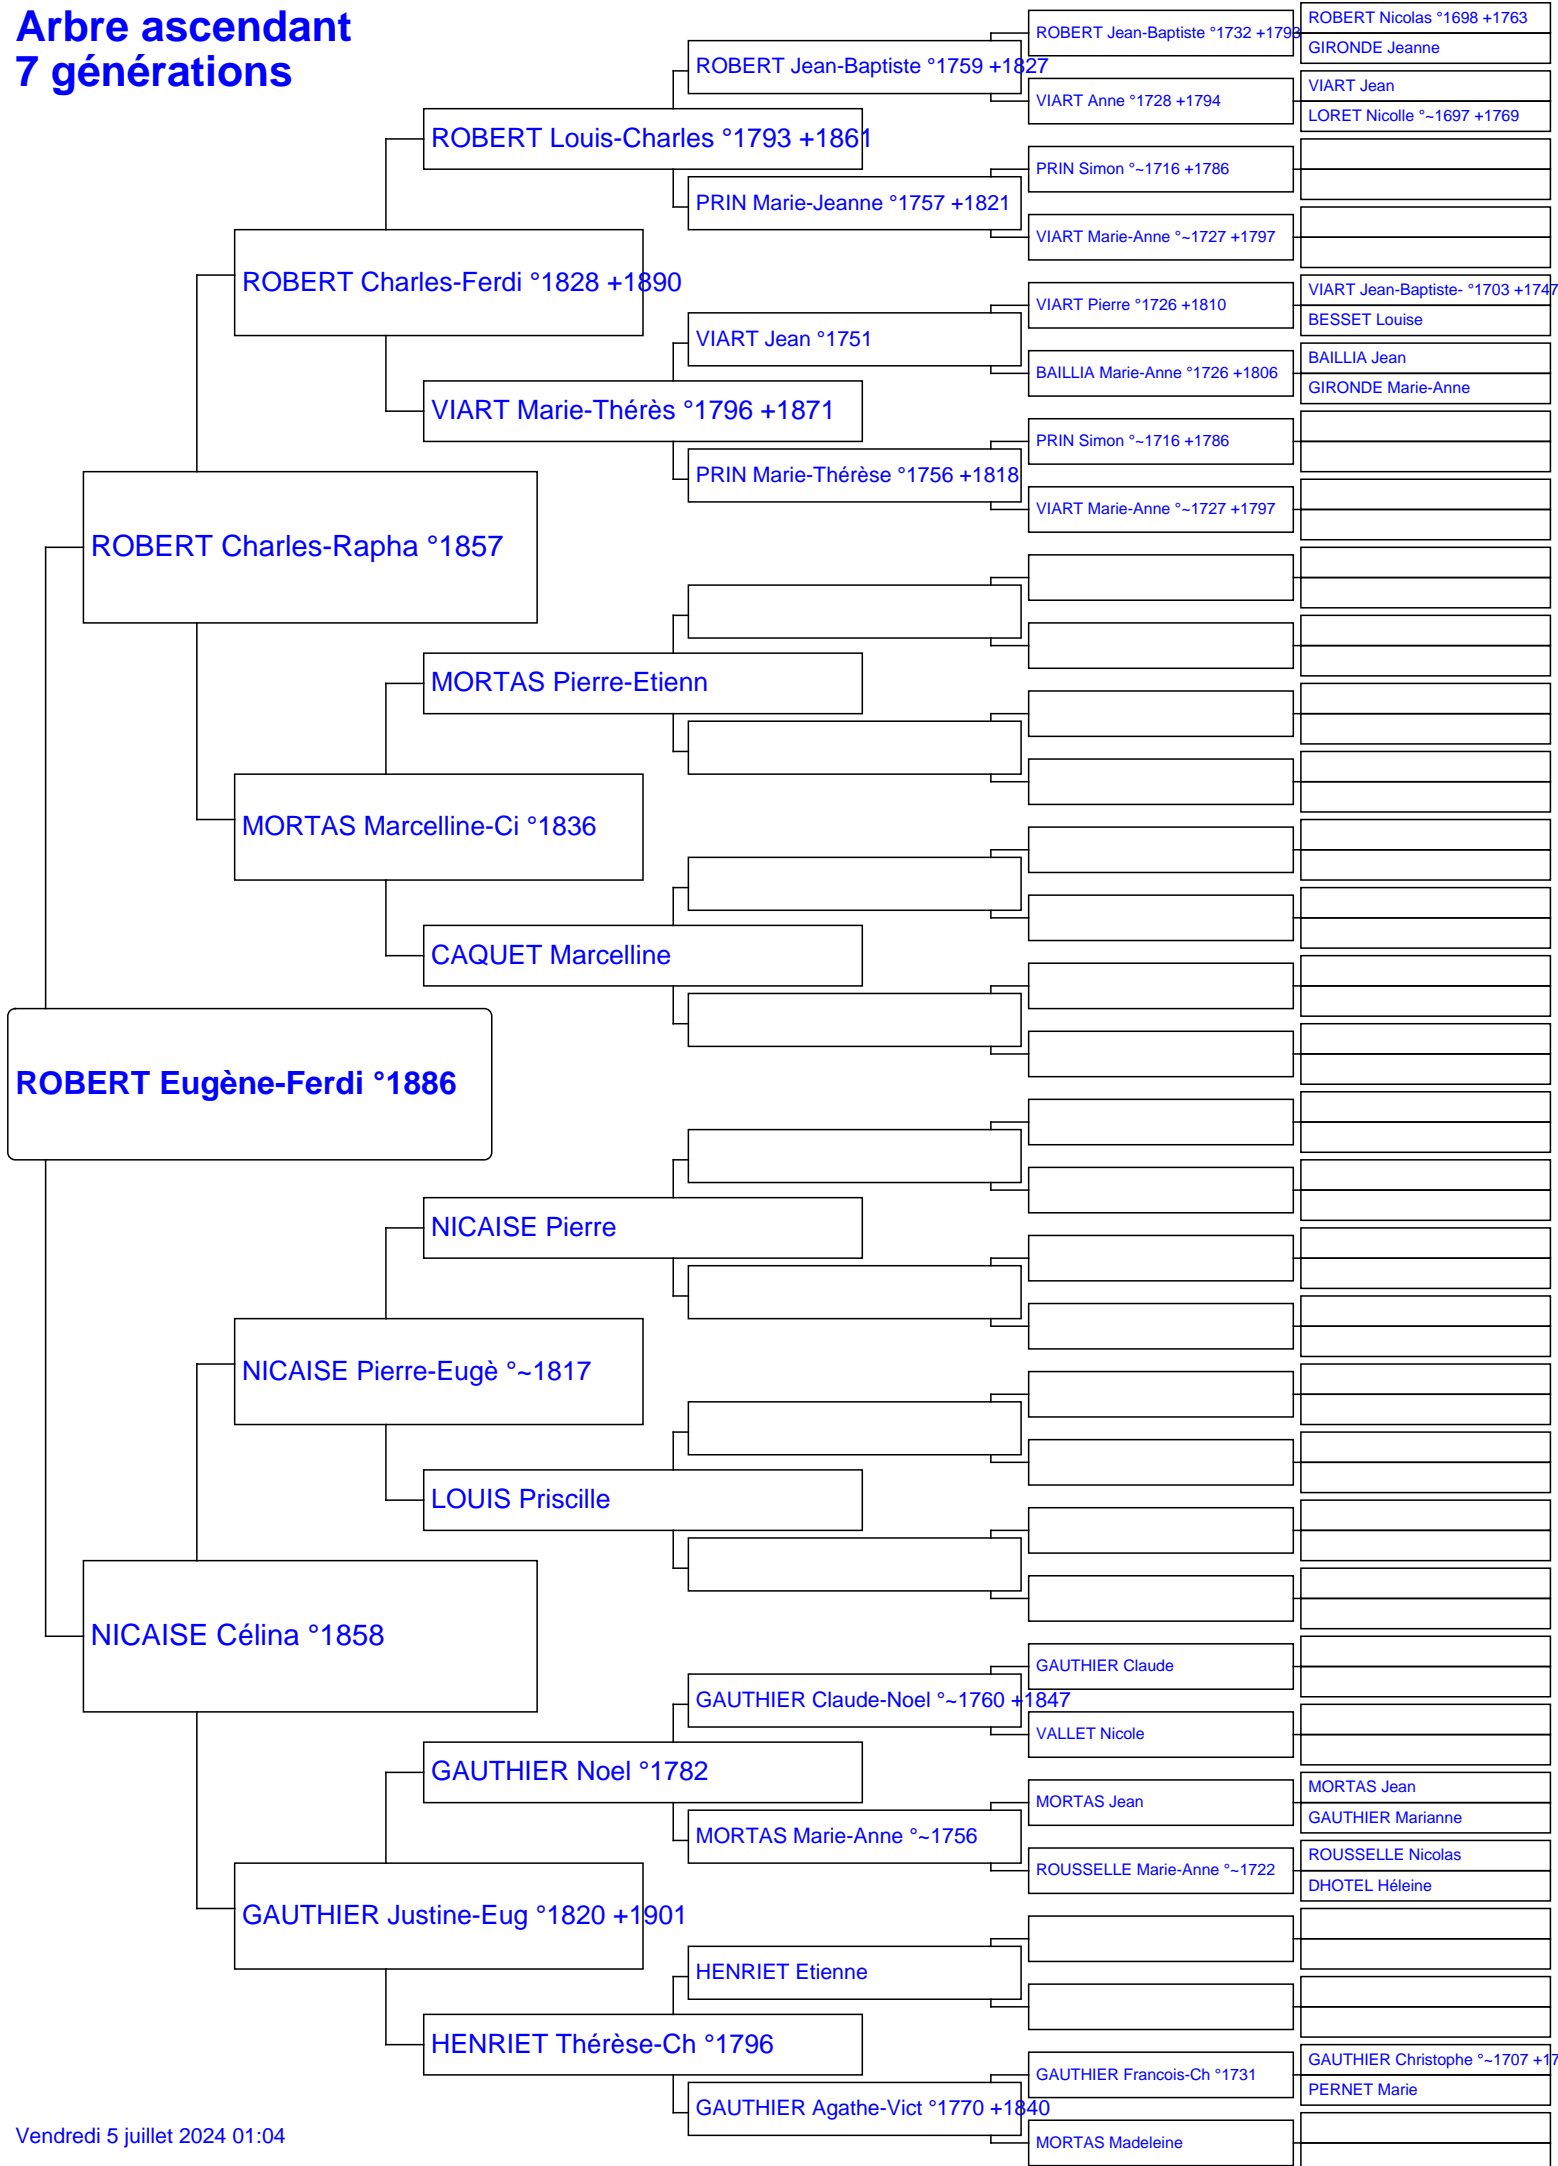 Arbre ascendant
7 générations
ROBERT Eugène-Ferdi °1886
ROBERT Charles-Rapha °1857
NICAISE Célina °1858
ROBERT Charles-Ferdi °1828 +1890
MORTAS Marcelline-Ci °1836
NICAISE Pierre-Eugè °~1817
GAUTHIER Justine-Eug °1820 +1901
ROBERT Louis-Charles °1793 +1861
VIART Marie-Thérès °1796 +1871
MORTAS Pierre-Etienn
CAQUET Marcelline
NICAISE Pierre
LOUIS Priscille
GAUTHIER Noel °1782
HENRIET Thérèse-Ch °1796
ROBERT Jean-Baptiste °1759 +1827
PRIN Marie-Jeanne °1757 +1821
VIART Jean °1751
PRIN Marie-Thérèse °1756 +1818
GAUTHIER Claude-Noel °~1760 +1847
MORTAS Marie-Anne °~1756
HENRIET Etienne
GAUTHIER Agathe-Vict °1770 +1840
ROBERT Jean-Baptiste °1732 +1793
VIART Anne °1728 +1794
PRIN Simon °~1716 +1786
VIART Marie-Anne °~1727 +1797
VIART Pierre °1726 +1810
BAILLIA Marie-Anne °1726 +1806
PRIN Simon °~1716 +1786
VIART Marie-Anne °~1727 +1797
GAUTHIER Claude
VALLET Nicole
MORTAS Jean
ROUSSELLE Marie-Anne °~1722
GAUTHIER Francois-Ch °1731
MORTAS Madeleine
ROBERT Nicolas °1698 +1763
GIRONDE Jeanne
VIART Jean
LORET Nicolle °~1697 +1769
VIART Jean-Baptiste- °1703 +1747
BESSET Louise
BAILLIA Jean
GIRONDE Marie-Anne
MORTAS Jean
GAUTHIER Marianne
ROUSSELLE Nicolas
DHOTEL Héleine
GAUTHIER Christophe °~1707 +17
PERNET Marie
Vendredi 5 juillet 2024 01:04